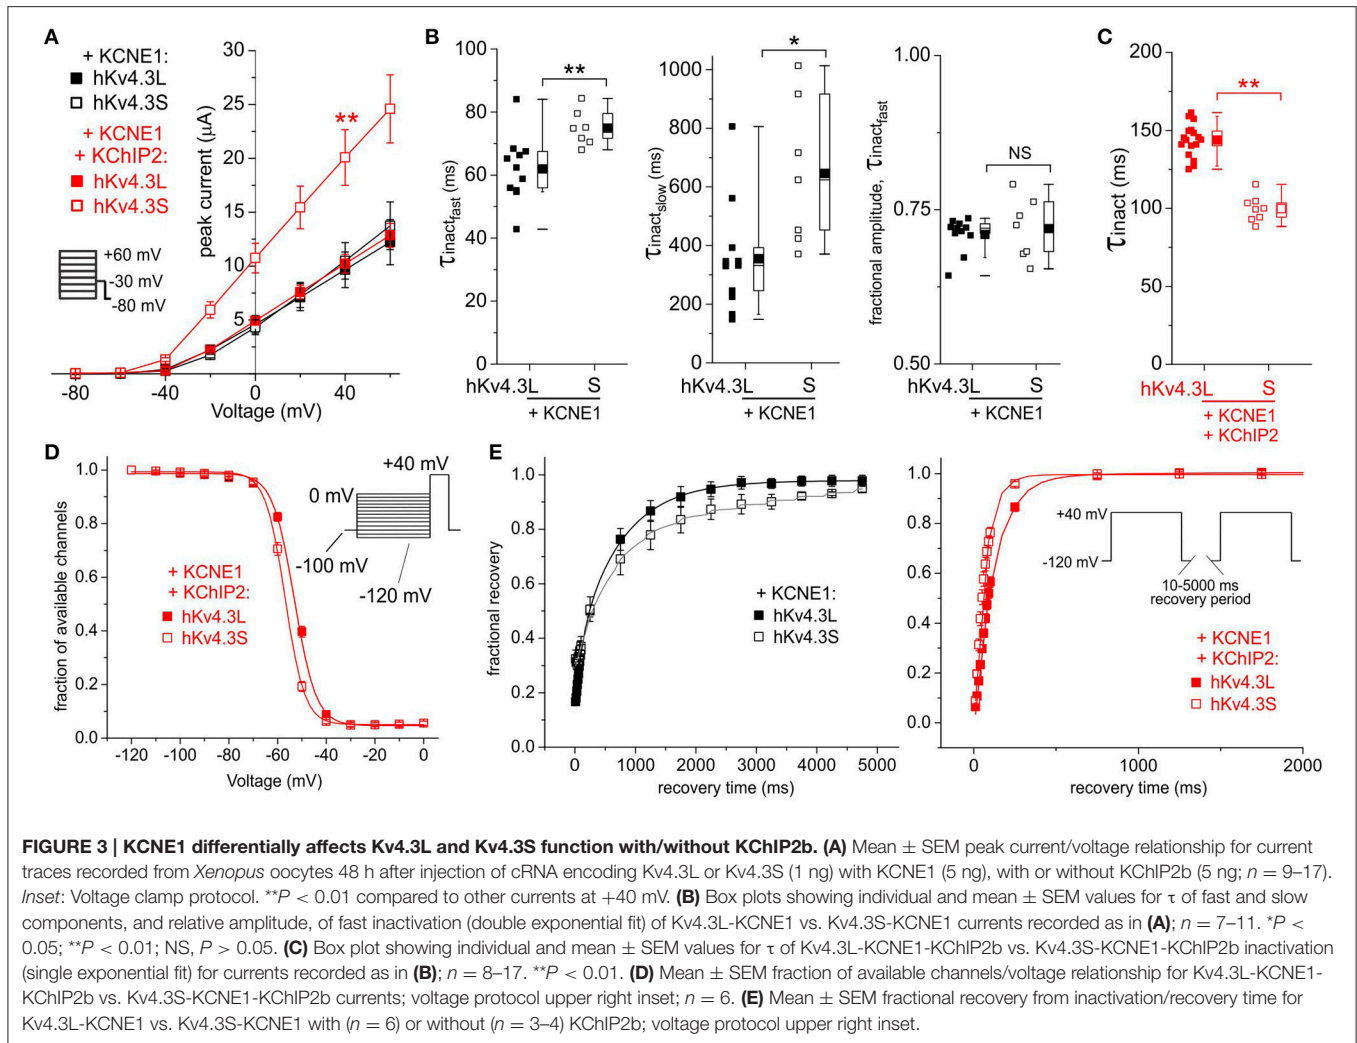 A
+ KCNE1:
hKv4.3L
hKv4.3S
+ KCNE1
+ KChIP2:
hKv4.3L
hKv4.3S
+60 mV
-30 mV
-80 mV
peak current (µA)
30
25
20
15
10
5
**
-80
-40
0
40
Voltage (mV)
B
τinact_fast (ms)
100
80
60
40
20
0
**
hKv4.3L S
+ KCNE1
τinact_slow (ms)
1000
800
600
400
200
0
*
hKv4.3L S
+ KCNE1
fractional amplitude, τinact_fast
1.00
0.75
0.50
NS
hKv4.3L S
+ KCNE1
C
τinact (ms)
200
150
100
50
0
**
hKv4.3L S
+ KCNE1
+ KChIP2
D
fraction of available channels
1.0
0.8
0.6
0.4
0.2
0.0
+40 mV
0 mV
-100 mV
-120 mV
+ KCNE1
+ KChIP2:
hKv4.3L
hKv4.3S
-120 -100 -80 -60 -40 -20 0
Voltage (mV)
E
fractional recovery
1.0
0.8
0.6
0.4
0.2
0.0
+ KCNE1:
hKv4.3L
hKv4.3S
0 1000 2000 3000 4000 5000
recovery time (ms)
1.0
0.8
0.6
0.4
0.2
0.0
+40 mV
-120 mV
10-5000 ms
recovery period
+ KCNE1
+ KChIP2:
hKv4.3L
hKv4.3S
0 1000 2000
recovery time (ms)
FIGURE 3 | KCNE1 differentially affects Kv4.3L and Kv4.3S function with/without KChIP2b. (A) Mean ± SEM peak current/voltage relationship for current
traces recorded from Xenopus oocytes 48 h after injection of cRNA encoding Kv4.3L or Kv4.3S (1 ng) with KCNE1 (5 ng), with or without KChIP2b (5 ng; n = 9–17).
Inset: Voltage clamp protocol. **P < 0.01 compared to other currents at +40 mV. (B) Box plots showing individual and mean ± SEM values for τ of fast and slow
components, and relative amplitude, of fast inactivation (double exponential fit) of Kv4.3L-KCNE1 vs. Kv4.3S-KCNE1 currents recorded as in (A); n = 7–11. *P <
0.05; **P < 0.01; NS, P > 0.05. (C) Box plot showing individual and mean ± SEM values for τ of Kv4.3L-KCNE1-KChIP2b vs. Kv4.3S-KCNE1-KChIP2b inactivation
(single exponential fit) for currents recorded as in (B); n = 8–17. **P < 0.01. (D) Mean ± SEM fraction of available channels/voltage relationship for Kv4.3L-KCNE1-
KChIP2b vs. Kv4.3S-KCNE1-KChIP2b currents; voltage protocol upper right inset; n = 6. (E) Mean ± SEM fractional recovery from inactivation/recovery time for
Kv4.3L-KCNE1 vs. Kv4.3S-KCNE1 with (n = 6) or without (n = 3–4) KChIP2b; voltage protocol upper right inset.